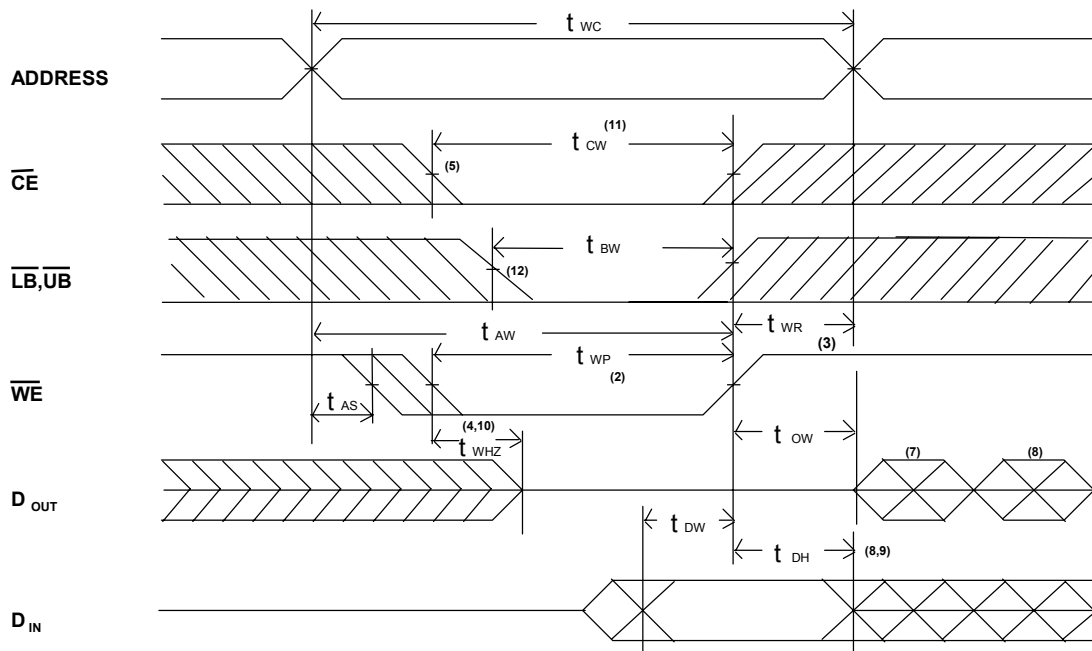 t WC
ADDRESS
t CW (11)
CE (5)
t BW
LB,UB (12)
t AW
t WR
t WP (2)
(3)
WE
t AS
t WHZ (4,10)
t OW
(7) (8)
D OUT
t DW
t DH (8,9)
D IN